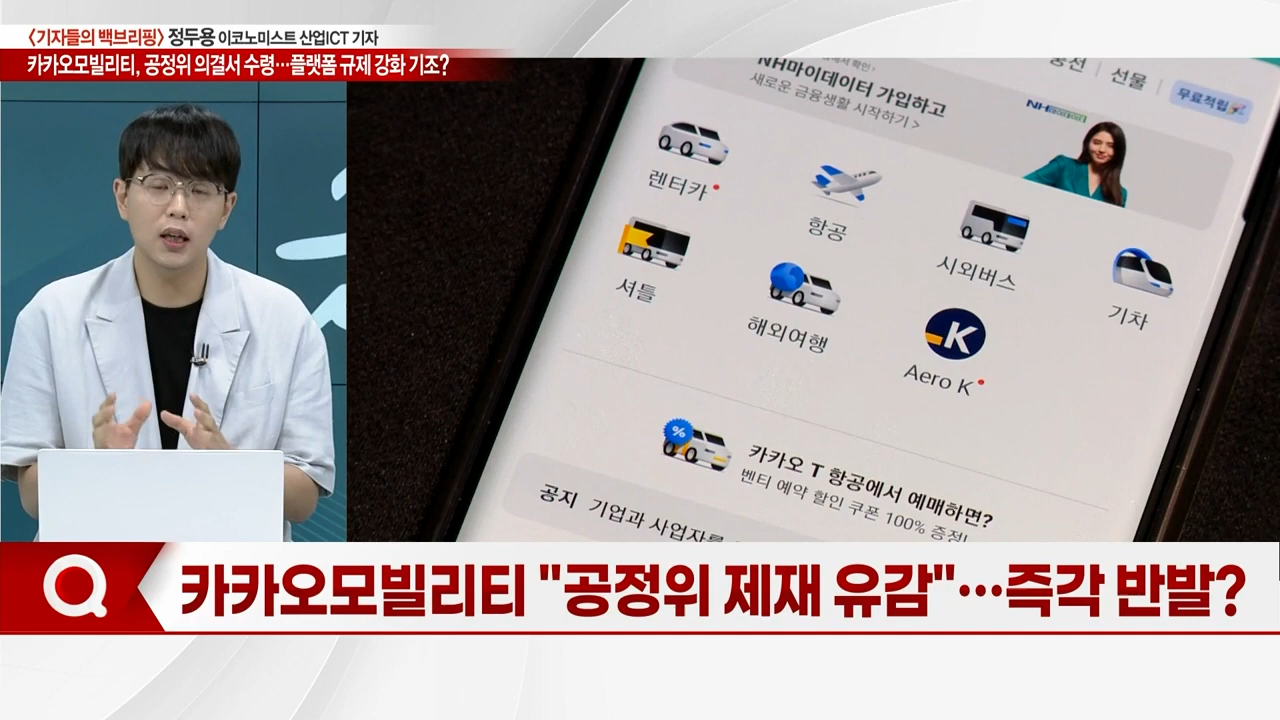 <기자들의 백브리핑> 정두용 이코노미스트 산업ICT 기자
카카오모빌리티, 공정위 의결서 수령…플랫폼 규제 강화 기조?
충전 | 선물
무료적립
NH마이데이터 가입하고
새로운 금융생활 시작하기 >
NH
렌터카
항공
시외버스
기차
셔틀
해외여행
K
Aero K
%
카카오 T 항공에서 예매하면?
벤티 예약 할인 쿠폰 100% 증정!
공지 기업과 사업자를
Q 카카오모빌리티 "공정위 제재 유감"…즉각 반발?